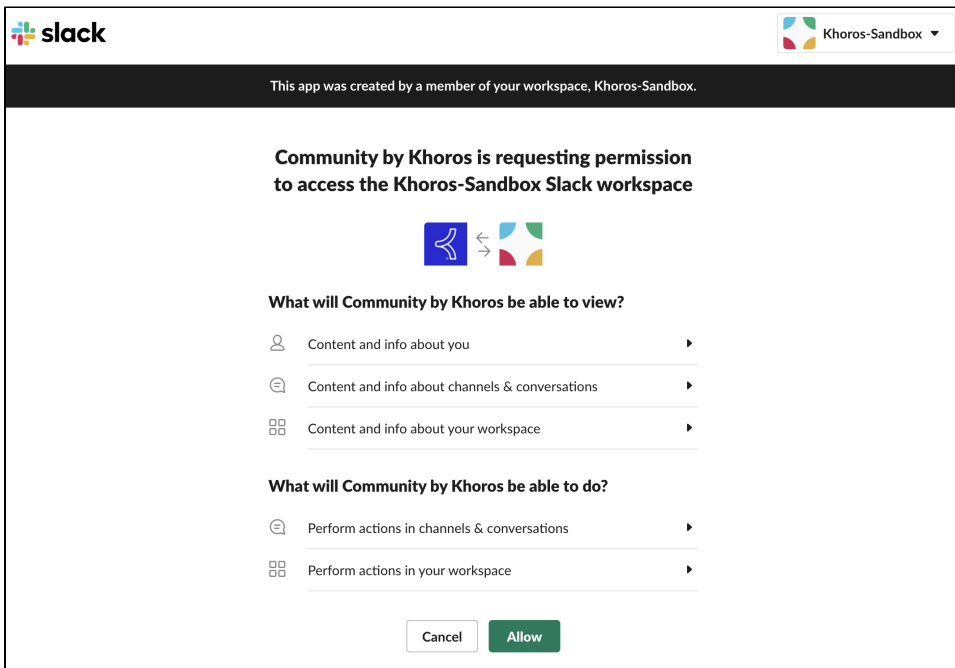 slack
Khoros-Sandbox
This app was created by a member of your workspace, Khoros-Sandbox.
Community by Khoros is requesting permission
to access the Khoros-Sandbox Slack workspace
What will Community by Khoros be able to view?
Content and info about you
Content and info about channels & conversations
Content and info about your workspace
What will Community by Khoros be able to do?
Perform actions in channels & conversations
Perform actions in your workspace
Cancel
Allow